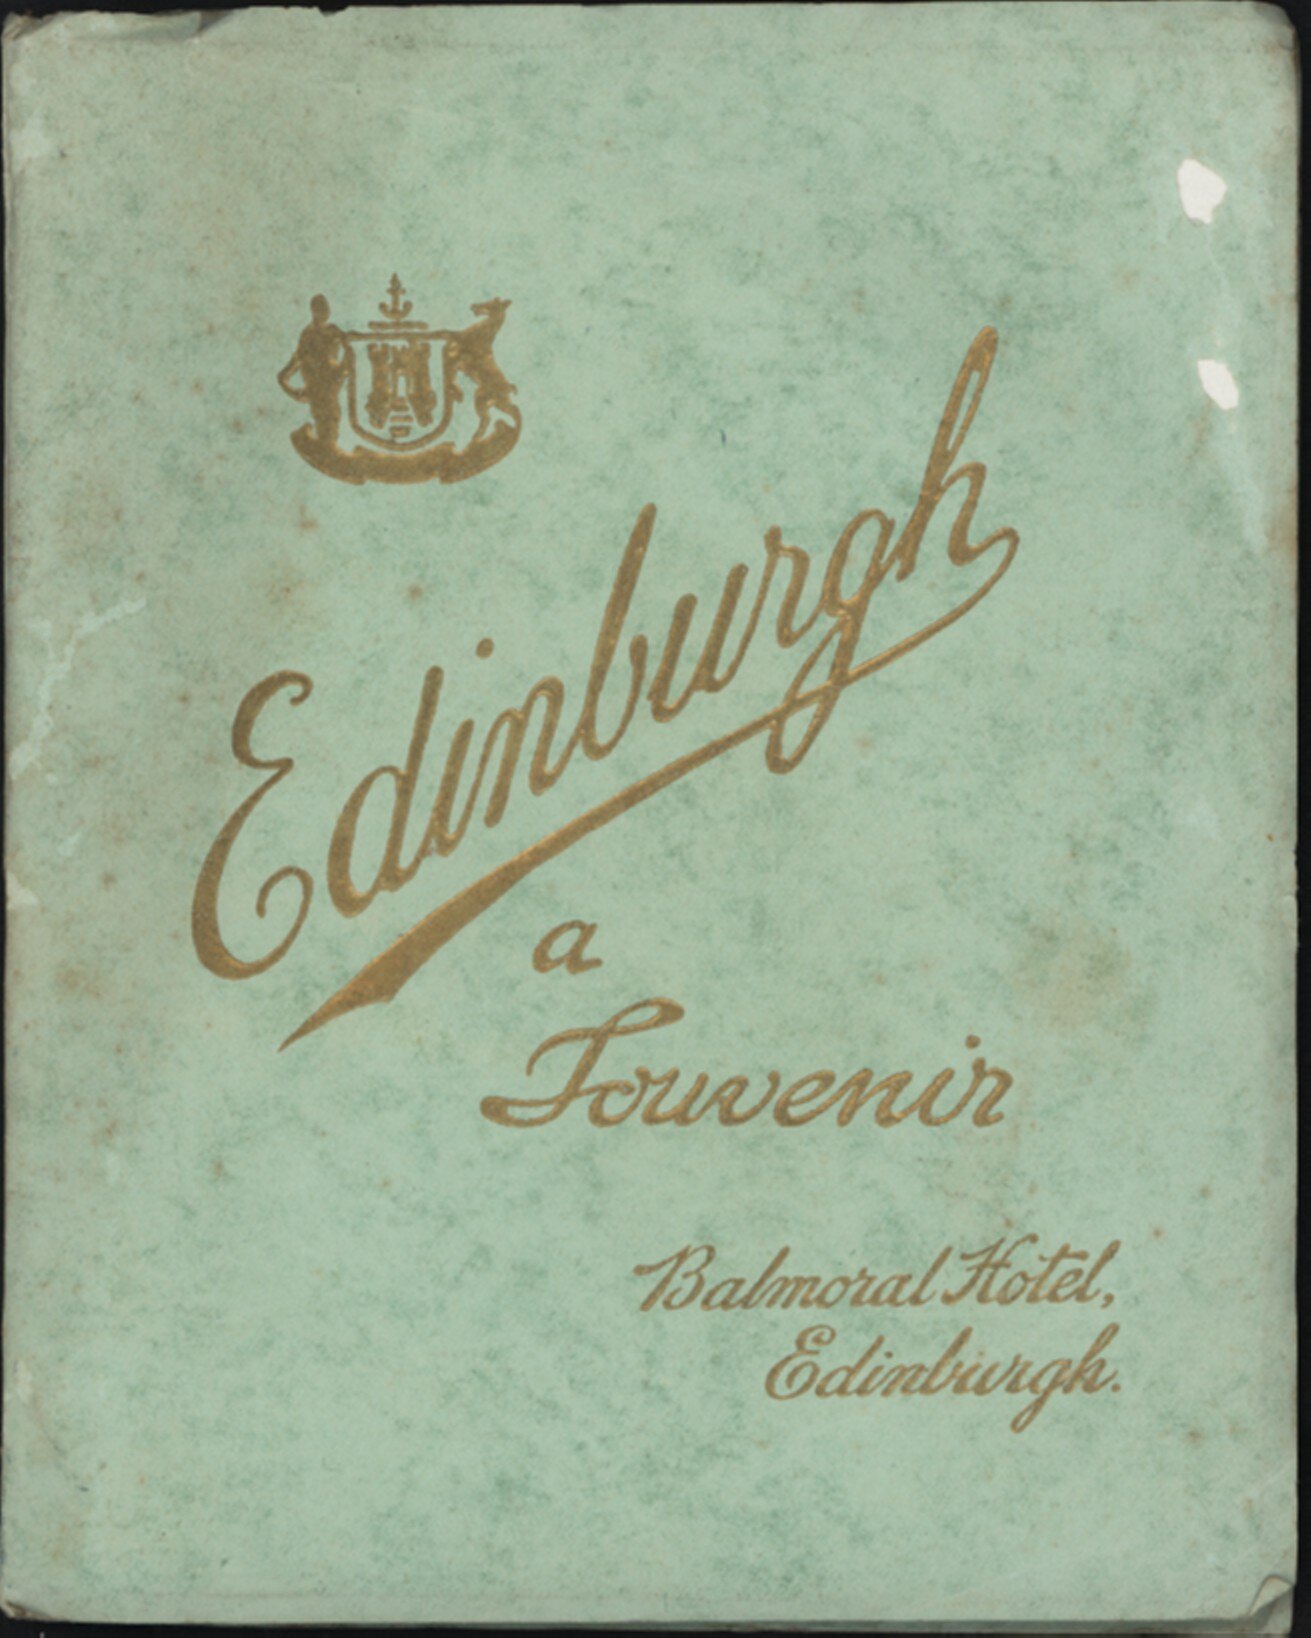 Edinburgh
a
Souvenir
Balmoral Hotel,
Edinburgh.